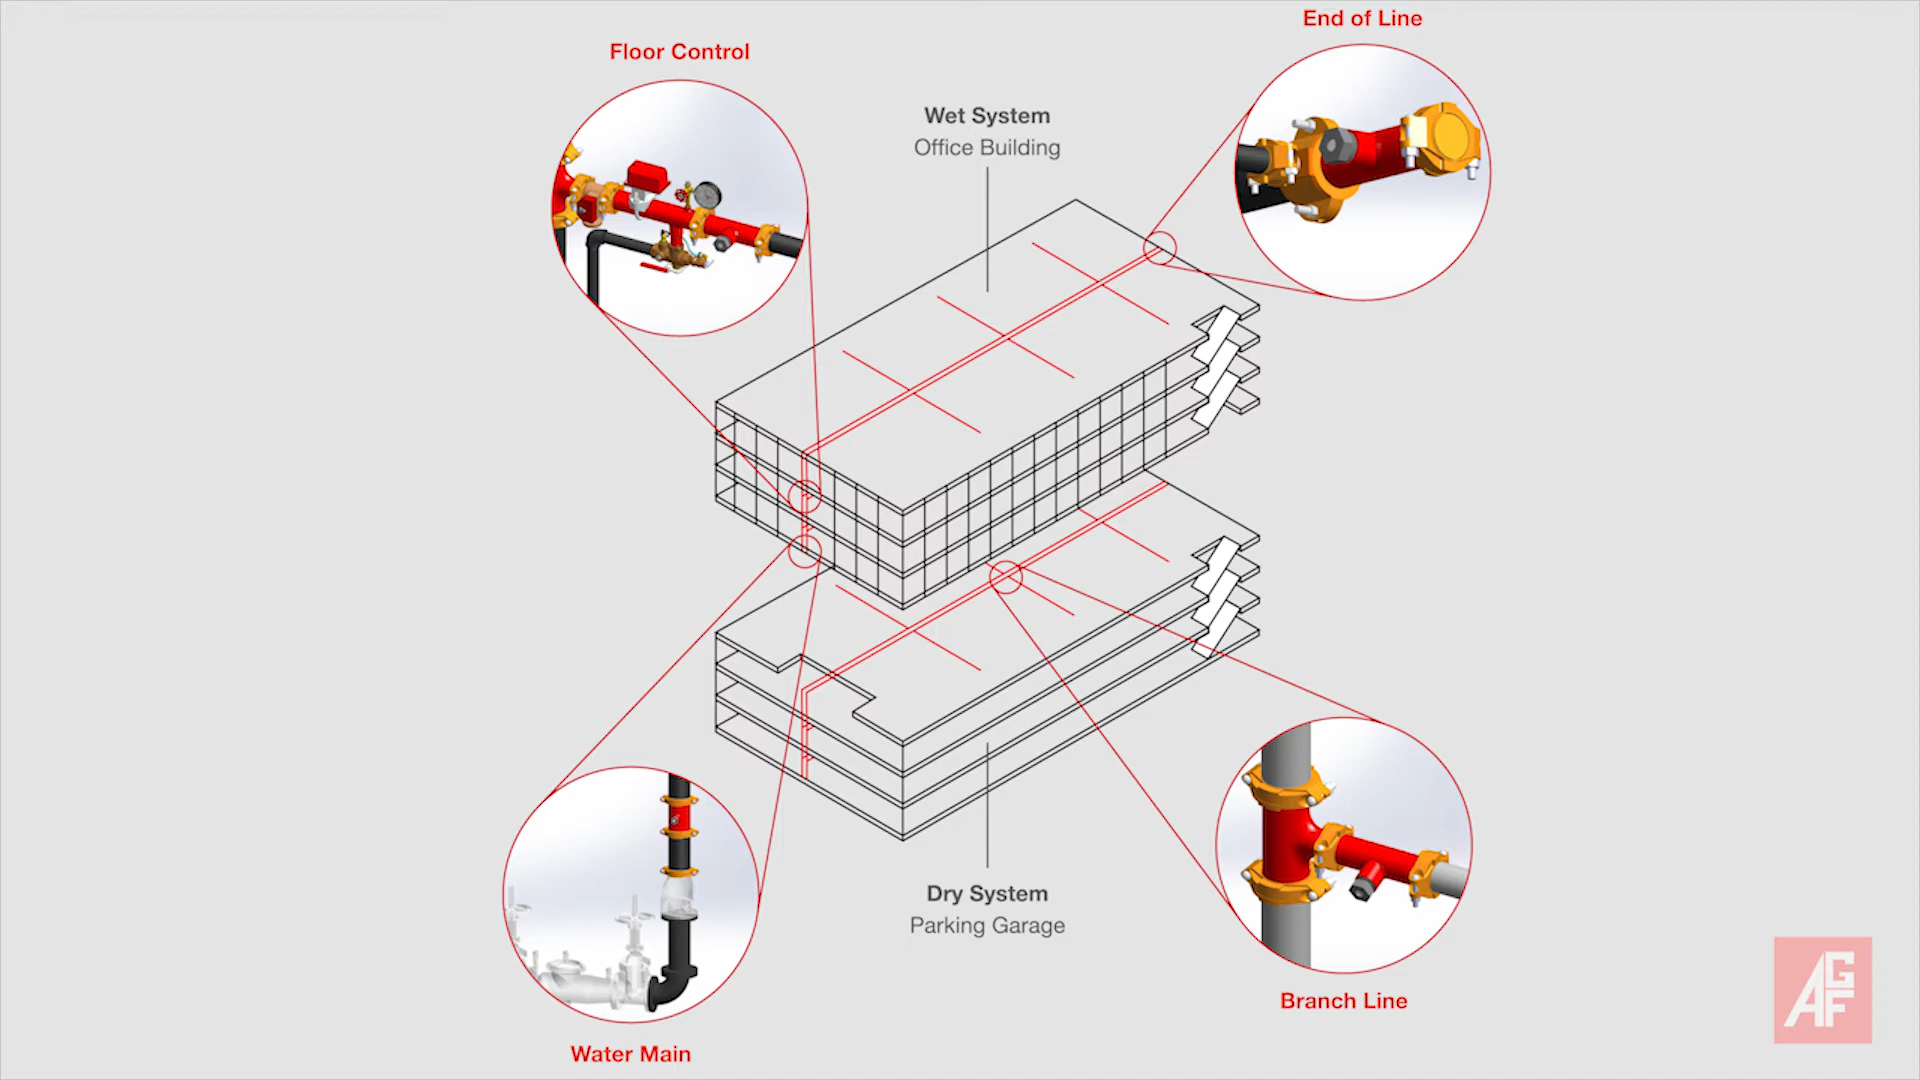 End of Line
Floor Control
Wet System
Office Building
Dry System
Parking Garage
Branch Line
Water Main
AGF